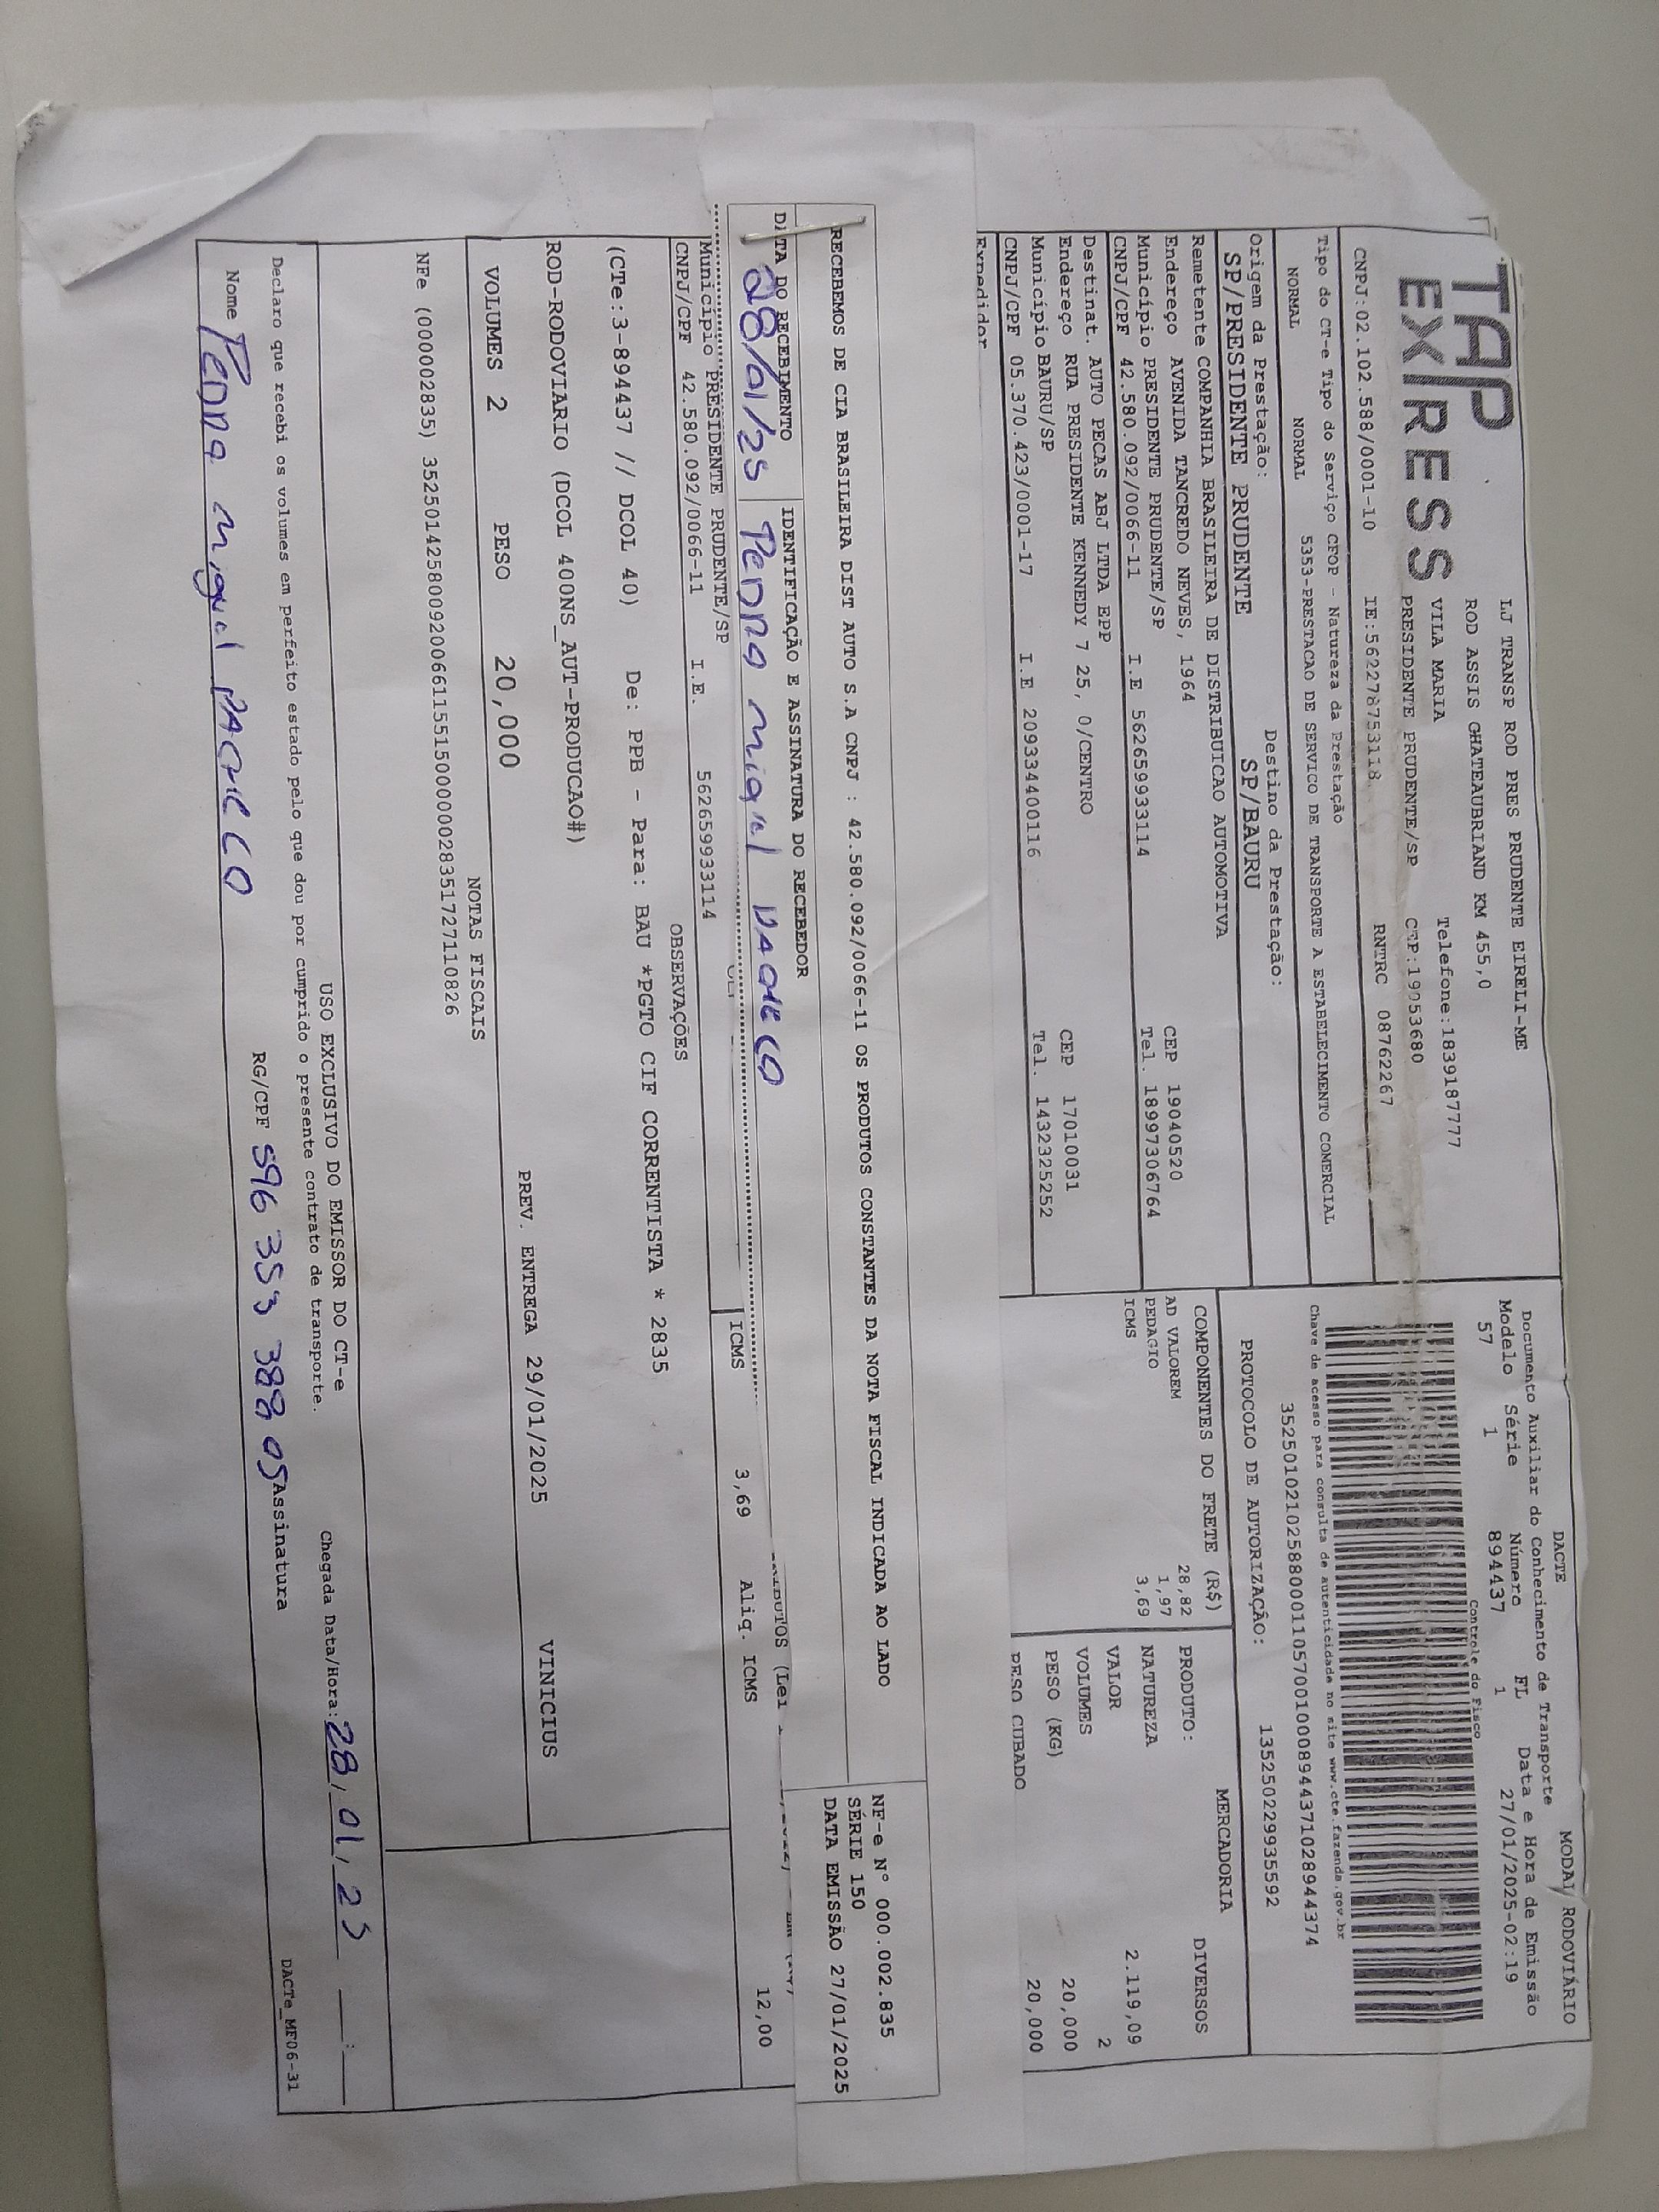 TAP
EXPRESS
LJ TRANSP ROD PRES PRUDENTE EIRELI-ME
ROD ASSIS CHATEAUBRIAND KM 455,0
VILA MARIA Telefone:1839187777
PRESIDENTE PRUDENTE/SP CEP:19053680
CNPJ:02.102.588/0001-10 IE:562278753118 RNTRC 08762267
Tipo do CT-e Tipo do Serviço CFOP - Natureza da Prestação
NORMAL NORMAL 5353-PRESTACAO DE SERVICO DE TRANSPORTE A ESTABELECIMENTO COMERCIAL
Origem da Prestação: Destino da Prestação:
SP/PRESIDENTE PRUDENTE SP/BAURU
Remetente COMPANHIA BRASILEIRA DE DISTRIBUICAO AUTOMOTIVA
Endereço AVENIDA TANCREDO NEVES, 1964 CEP 19040520
Município PRESIDENTE PRUDENTE/SP Tel. 18997306764
CNPJ/CPF 42.580.092/0066-11 I.E 562659933114
Destinat. AUTO PECAS ABJ LTDA EPP
Endereço RUA PRESIDENTE KENNEDY 7 25, 0/CENTRO CEP 17010031
Município BAURU/SP Tel. 1432325252
CNPJ/CPF 05.370.423/0001-17 I.E 209334400116
Expedidor
DACTE MODAL RODOVIÁRIO
Documento Auxiliar do Conhecimento de Transporte
Modelo Série Número FL Data e Hora de Emissão
57 1 894437 1 27/01/2025-02:19
Controle do Fisco
Chave de acesso para consulta de autenticidade no site www.cte.fazenda.gov.br
35250102102588000110570010008944371028944374
PROTOCOLO DE AUTORIZAÇÃO: 135250229935592
COMPONENTES DO FRETE (R$)
AD VALOREM 28,82
PEDAGIO 1,97
ICMS 3,69
MERCADORIA
PRODUTO: DIVERSOS
NATUREZA
VALOR 2.119,09
VOLUMES 2
PESO (KG) 20,000
PESO CUBADO 20,000
RECEBEMOS DE CIA BRASILEIRA DIST AUTO S.A CNPJ : 42.580.092/0066-11 OS PRODUTOS CONSTANTES DA NOTA FISCAL INDICADA AO LADO
NF-e N° 000.002.835
SÉRIE 150
DATA EMISSÃO 27/01/2025
DATA DO RECEBIMENTO IDENTIFICAÇÃO E ASSINATURA DO RECEBEDOR
28/01/25 Pedra miguel PACHECO
Município PRESIDENTE PRUDENTE/SP
CNPJ/CPF 42.580.092/0066-11 I.E. 562659933114
ICMS 3,69 Aliq. ICMS 12,00
OBSERVAÇÕES
(CTe:3-894437 // DCOL 40) De: PPB - Para: BAU *PGTO CIF CORRENTISTA * 2835
ROD-RODOVIARIO (DCOL 400NS_AUT-PRODUCAO#)
PREV. ENTREGA 29/01/2025 VINICIUS
VOLUMES 2 PESO 20,000
NOTAS FISCAIS
NFe (000002835) 35250142580092006611551500000028351727110826
USO EXCLUSIVO DO EMISSOR DO CT-e
Declaro que recebi os volumes em perfeito estado pelo que dou por cumprido o presente contrato de transporte.
Chegada Data/Hora: 28/01/25 __:__
Nome Pedra miguel PACHECO RG/CPF 596 353 388 05 Assinatura
DACTe_MF06-31